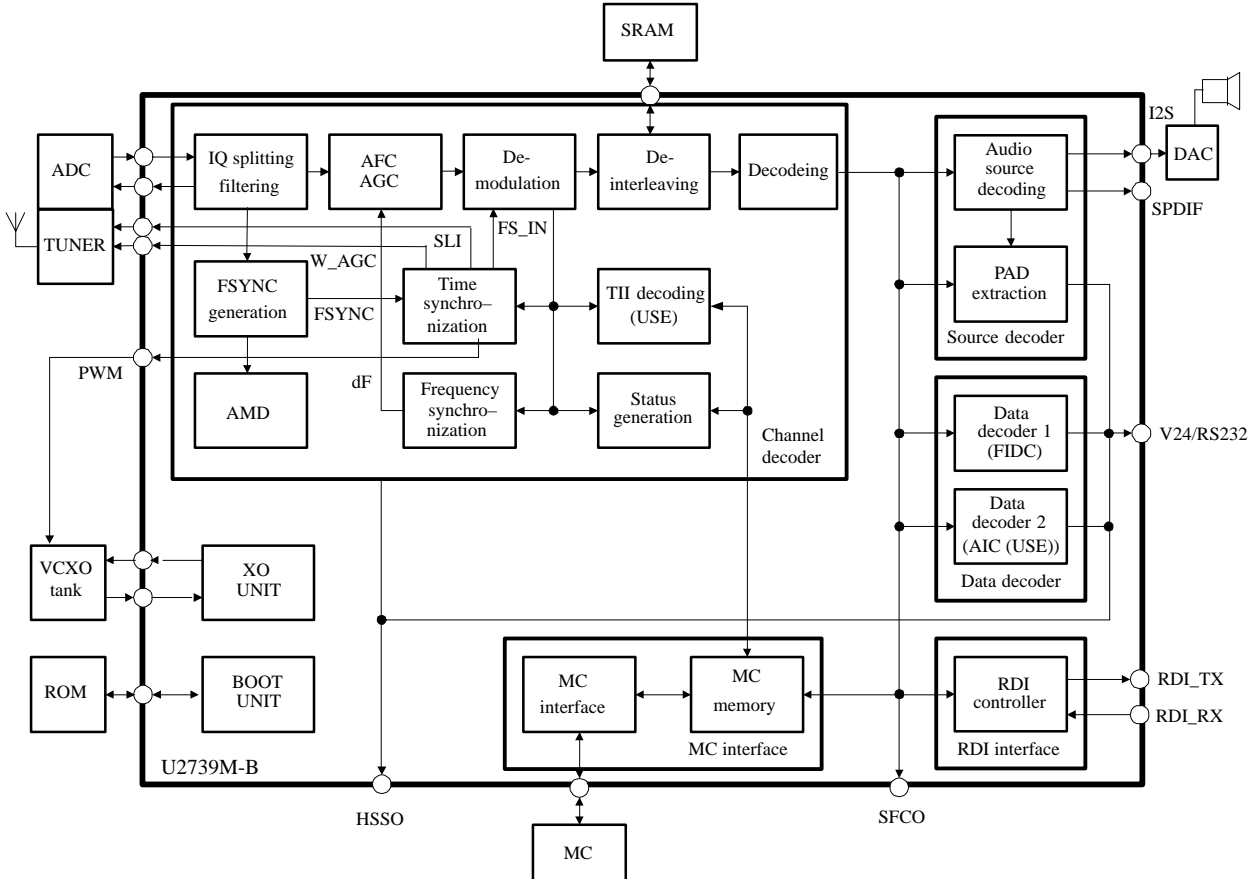 SRAM
I2S
ADC
IQ splitting
filtering
AFC
AGC
De-
modulation
De-
interleaving
Decodeing
Audio
source
decoding
DAC
SPDIF
TUNER
SLI
FS_IN
W_AGC
FSYNC
generation
FSYNC
Time
synchro–
nization
TII decoding
(USE)
PAD
extraction
Source decoder
PWM
dF
AMD
Frequency
synchro–
nization
Status
generation
Channel
decoder
Data
decoder 1
(FIDC)
V24/RS232
Data
decoder 2
(AIC (USE))
Data decoder
VCXO
tank
XO
UNIT
ROM
BOOT
UNIT
MC
interface
MC
memory
MC interface
RDI
controller
RDI interface
RDI_TX
RDI_RX
U2739M-B
HSSO
SFCO
MC